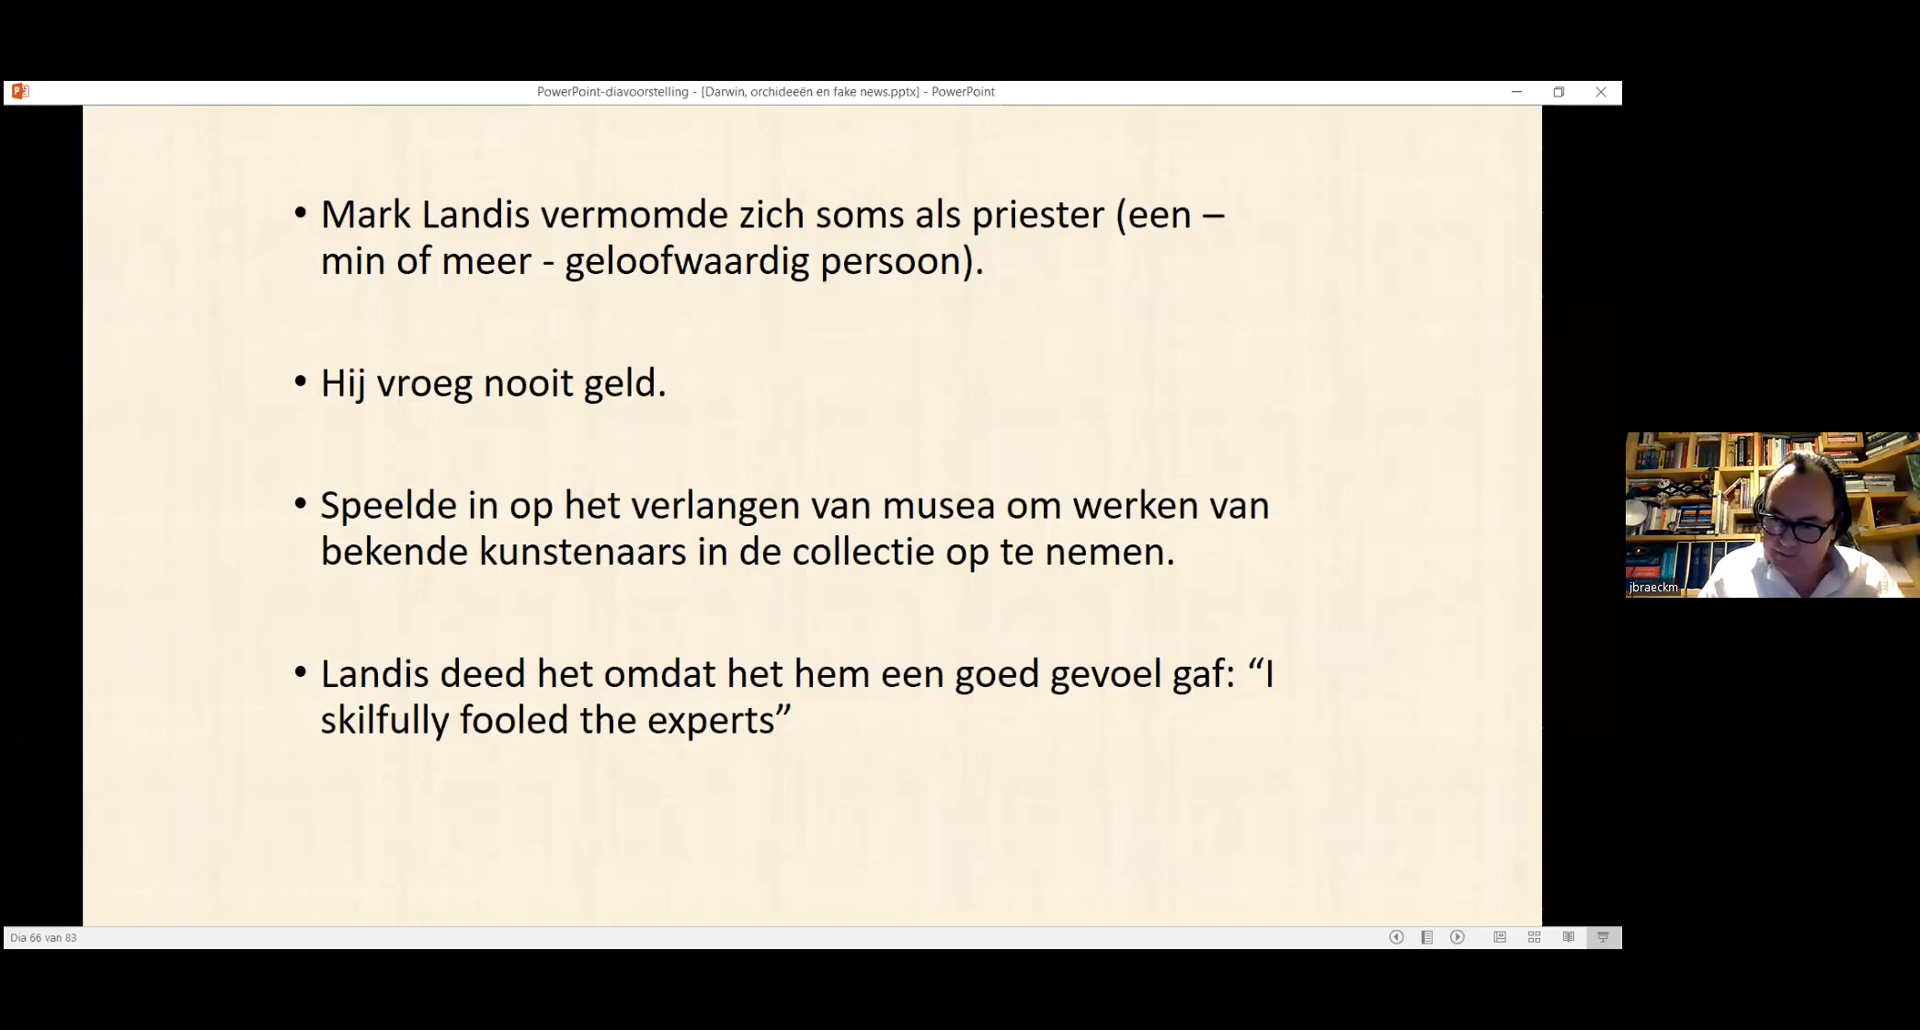 PowerPoint-diavoorstelling - [Darwin, orchideeën en fake news.pptx] - PowerPoint
• Mark Landis vermomde zich soms als priester (een –
min of meer - geloofwaardig persoon).
• Hij vroeg nooit geld.
• Speelde in op het verlangen van musea om werken van
bekende kunstenaars in de collectie op te nemen.
• Landis deed het omdat het hem een goed gevoel gaf: “I
skilfully fooled the experts”
jbraeckm
Dia 66 van 83